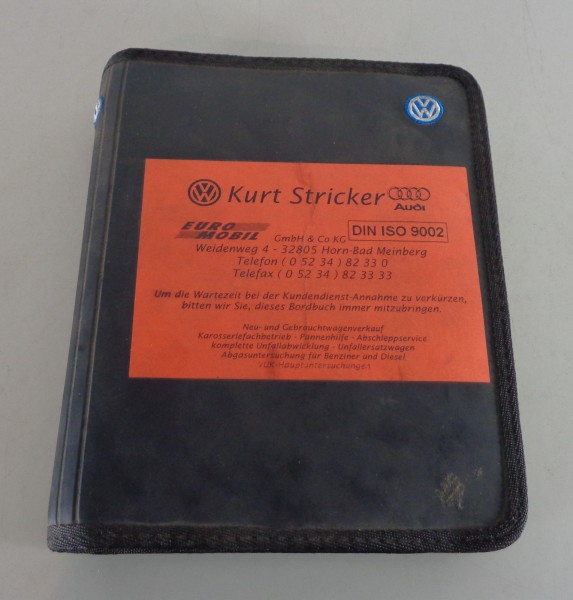 Kurt Stricker
Audi
EURO MOBIL
GmbH & Co KG
DIN ISO 9002
Weidenweg 4 - 32805 Horn-Bad Meinberg
Telefon ( 0 52 34 ) 82 33 0
Telefax ( 0 52 34 ) 82 33 33
Um die Wartezeit bei der Kundendienst-Annahme zu verkürzen,
bitten wir Sie, dieses Bordbuch immer mitzubringen.
Neu- und Gebrauchtwagenverkauf
Karosseriefachbetrieb - Pannenhilfe - Abschleppservice
komplette Unfallabwicklung - Unfallersatzwagen
Abgasuntersuchung für Benziner und Diesel
Hauptuntersuchungen